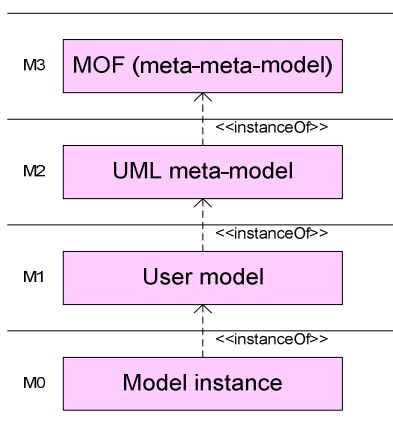 M3 MOF (meta-meta-model)
<<instanceOf>>
M2 UML meta-model
<<instanceOf>>
M1 User model
<<instanceOf>>
M0 Model instance